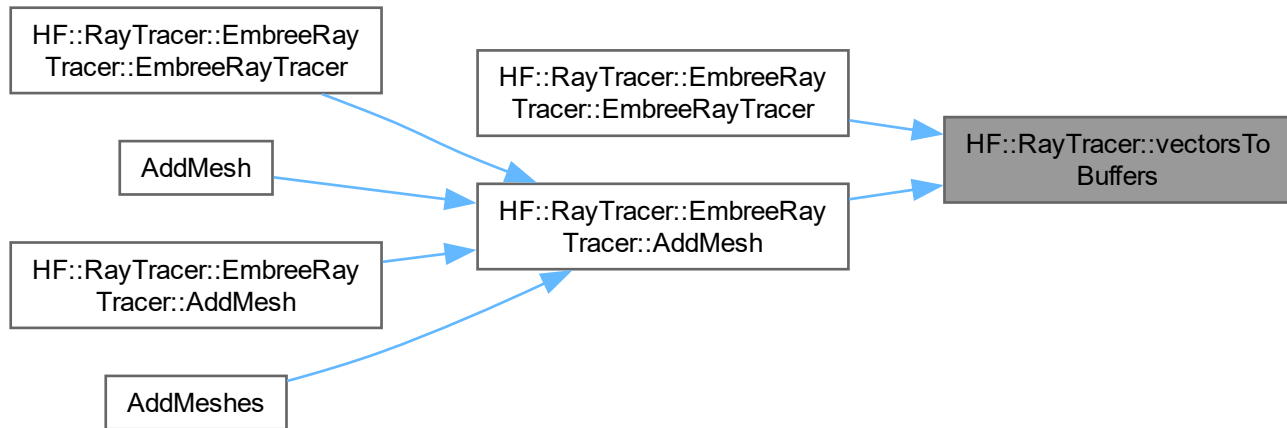 HF::RayTracer::EmbreeRay
Tracer::EmbreeRayTracer
AddMesh
HF::RayTracer::EmbreeRay
Tracer::AddMesh
AddMeshes
HF::RayTracer::EmbreeRay
Tracer::EmbreeRayTracer
HF::RayTracer::EmbreeRay
Tracer::AddMesh
HF::RayTracer::vectorsTo
Buffers